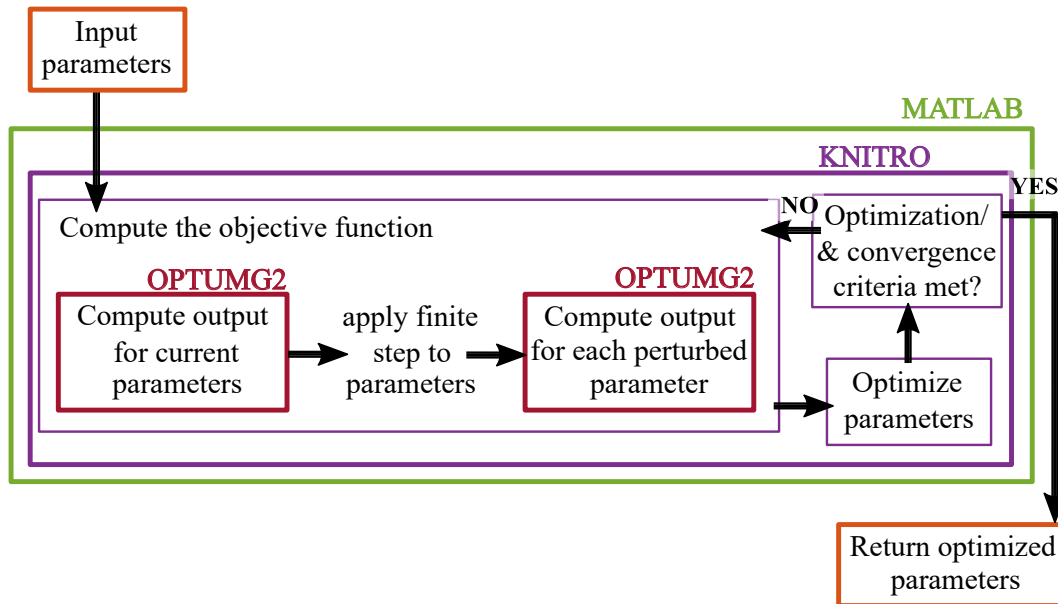 Input
parameters
MATLAB
KNITRO
YES
NO
Compute the objective function
Optimization/
& convergence
criteria met?
OPTUMG2
Compute output
for current
parameters
apply finite
step to
parameters
OPTUMG2
Compute output
for each perturbed
parameter
Optimize
parameters
Return optimized
parameters